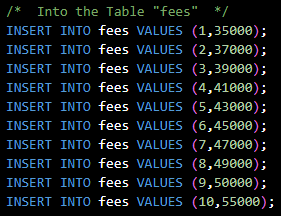 /*  Into the Table "fees"  */
INSERT INTO fees VALUES (1,35000);
INSERT INTO fees VALUES (2,37000);
INSERT INTO fees VALUES (3,39000);
INSERT INTO fees VALUES (4,41000);
INSERT INTO fees VALUES (5,43000);
INSERT INTO fees VALUES (6,45000);
INSERT INTO fees VALUES (7,47000);
INSERT INTO fees VALUES (8,49000);
INSERT INTO fees VALUES (9,50000);
INSERT INTO fees VALUES (10,55000);